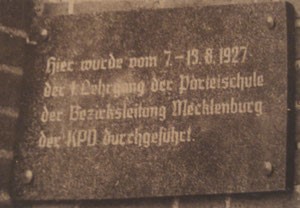 Hier wurde vom 7.–13.8.1927
der 1. Lehrgang der Parteischule
der Bezirksleitung Mecklenburg
der KPD durchgeführt.